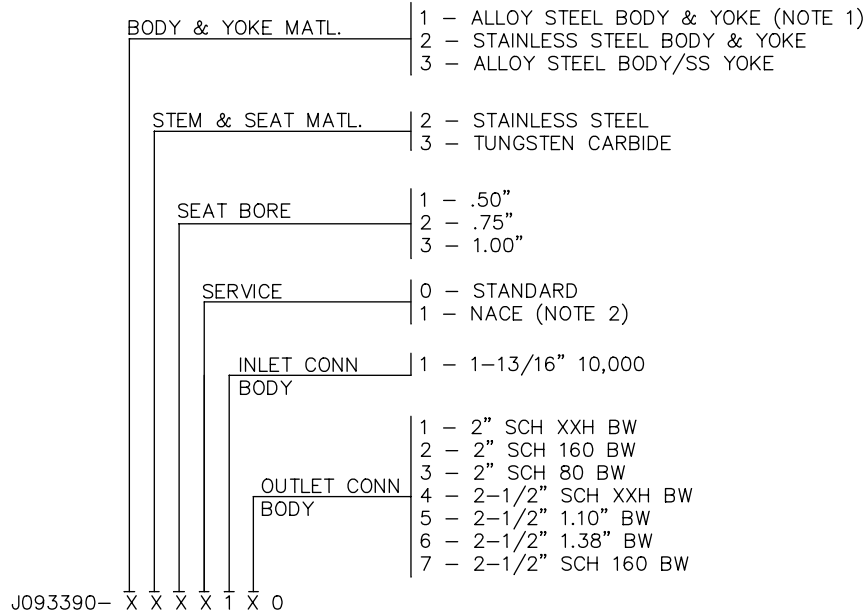 BODY & YOKE MATL.
1 – ALLOY STEEL BODY & YOKE (NOTE 1)
2 – STAINLESS STEEL BODY & YOKE
3 – ALLOY STEEL BODY/SS YOKE
STEM & SEAT MATL.
2 – STAINLESS STEEL
3 – TUNGSTEN CARBIDE
SEAT BORE
1 – .50"
2 – .75"
3 – 1.00"
SERVICE
0 – STANDARD
1 – NACE (NOTE 2)
INLET CONN
BODY
1 – 1–13/16" 10,000
OUTLET CONN
BODY
1 – 2" SCH XXH BW
2 – 2" SCH 160 BW
3 – 2" SCH 80 BW
4 – 2–1/2" SCH XXH BW
5 – 2–1/2" 1.10" BW
6 – 2–1/2" 1.38" BW
7 – 2–1/2" SCH 160 BW
J093390– X X X X 1 X 0